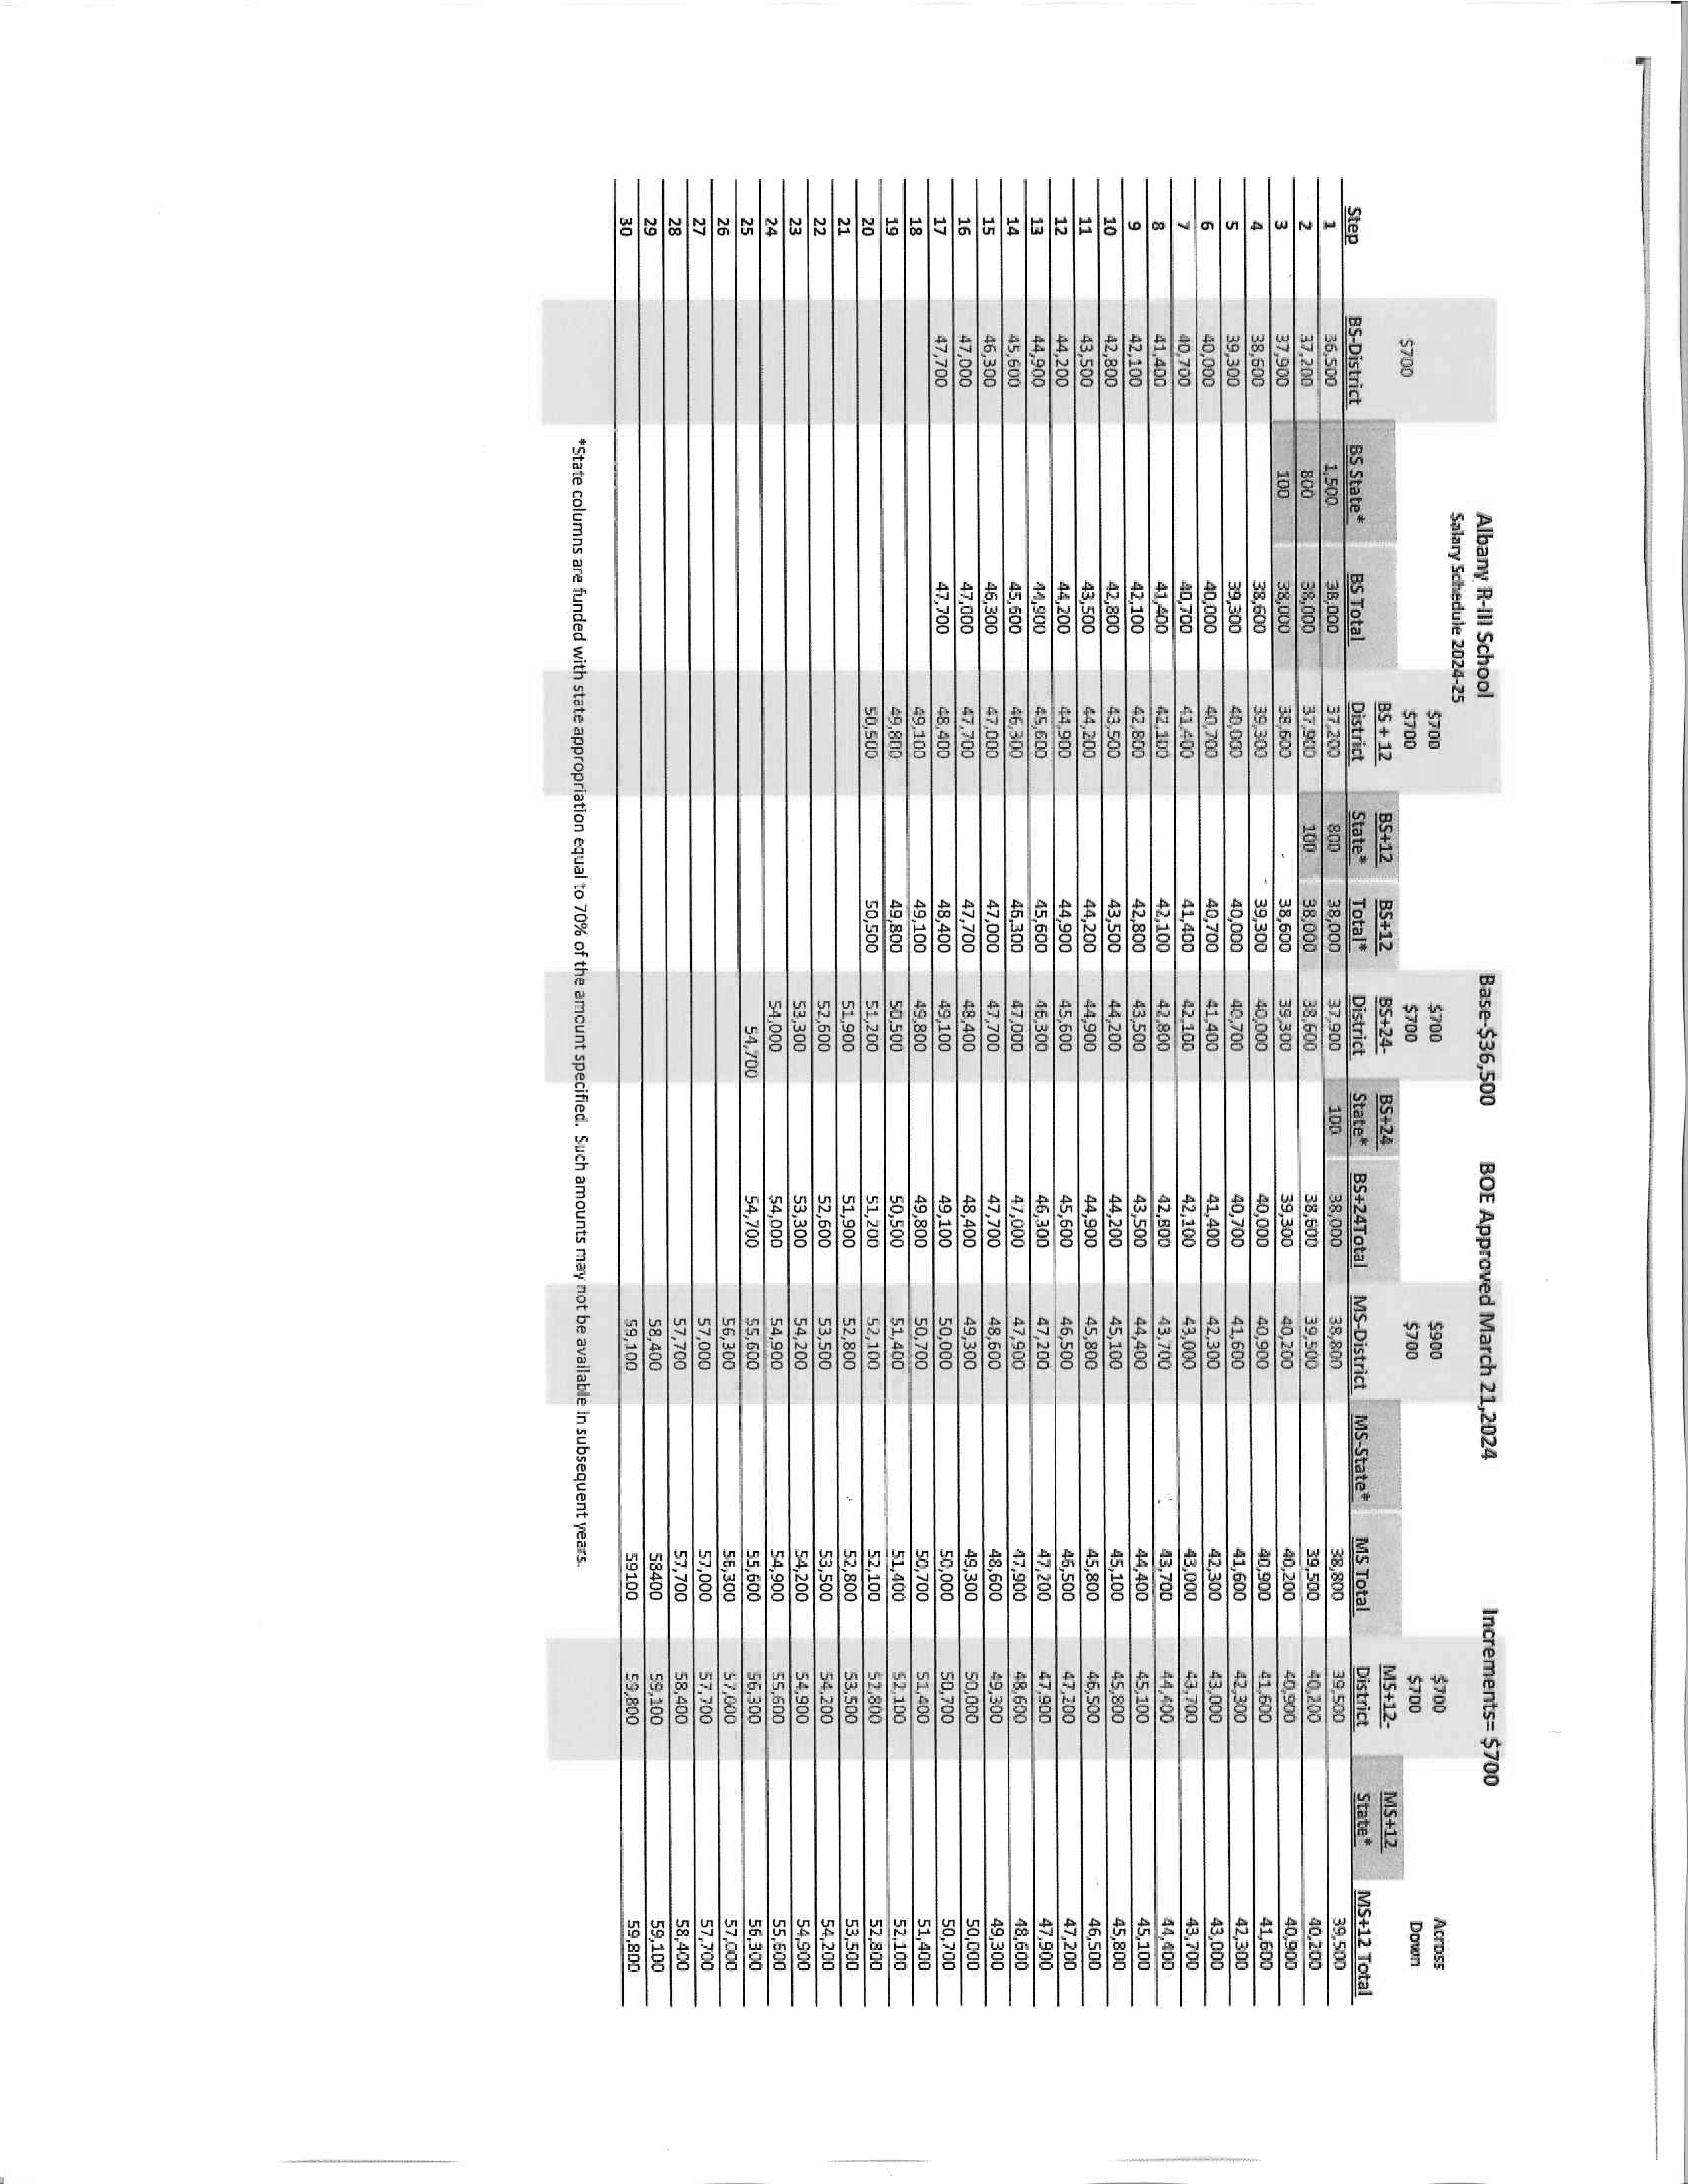 Albany R-III School Base-$36,500 BOE Approved March 21,2024 Increments= $700
Salary Schedule 2024-25
$700 $700 $900 $700 Across
$700 $700 $700 $700 $700 Down
BS + 12 BS+12 BS+12 BS+24- BS+24 MS+12- MS+12
Step BS-District BS State* BS Total District State* Total* District State* BS+24Total MS-District MS-State* MS Total District State* MS+12 Total
1 36,500 1,500 38,000 37,200 800 38,000 37,900 100 38,000 38,800 38,800 39,500 39,500
2 37,200 800 38,000 37,900 100 38,000 38,600 38,600 39,500 39,500 40,200 40,200
3 37,900 100 38,000 38,600 38,600 39,300 39,300 40,200 40,200 40,900 40,900
4 38,600 38,600 39,300 39,300 40,000 40,000 40,900 40,900 41,600 41,600
5 39,300 39,300 40,000 40,000 40,700 40,700 41,600 41,600 42,300 42,300
6 40,000 40,000 40,700 40,700 41,400 41,400 42,300 42,300 43,000 43,000
7 40,700 40,700 41,400 41,400 42,100 42,100 43,000 43,000 43,700 43,700
8 41,400 41,400 42,100 42,100 42,800 42,800 43,700 43,700 44,400 44,400
9 42,100 42,100 42,800 42,800 43,500 43,500 44,400 44,400 45,100 45,100
10 42,800 42,800 43,500 43,500 44,200 44,200 45,100 45,100 45,800 45,800
11 43,500 43,500 44,200 44,200 44,900 44,900 45,800 45,800 46,500 46,500
12 44,200 44,200 44,900 44,900 45,600 45,600 46,500 46,500 47,200 47,200
13 44,900 44,900 45,600 45,600 46,300 46,300 47,200 47,200 47,900 47,900
14 45,600 45,600 46,300 46,300 47,000 47,000 47,900 47,900 48,600 48,600
15 46,300 46,300 47,000 47,000 47,700 47,700 48,600 48,600 49,300 49,300
16 47,000 47,000 47,700 47,700 48,400 48,400 49,300 49,300 50,000 50,000
17 47,700 47,700 48,400 48,400 49,100 49,100 50,000 50,000 50,700 50,700
18 49,100 49,100 49,800 49,800 50,700 50,700 51,400 51,400
19 49,800 49,800 50,500 50,500 51,400 51,400 52,100 52,100
20 50,500 50,500 51,200 51,200 52,100 52,100 52,800 52,800
21 51,900 51,900 52,800 52,800 53,500 53,500
22 52,600 52,600 53,500 53,500 54,200 54,200
23 53,300 53,300 54,200 54,200 54,900 54,900
24 54,000 54,000 54,900 54,900 55,600 55,600
25 54,700 54,700 55,600 55,600 56,300 56,300
26 56,300 56,300 57,000 57,000
27 57,000 57,000 57,700 57,700
28 57,700 57,700 58,400 58,400
29 58,400 58400 59,100 59,100
30 59,100 59100 59,800 59,800
*State columns are funded with state appropriation equal to 70% of the amount specified. Such amounts may not be available in subsequent years.